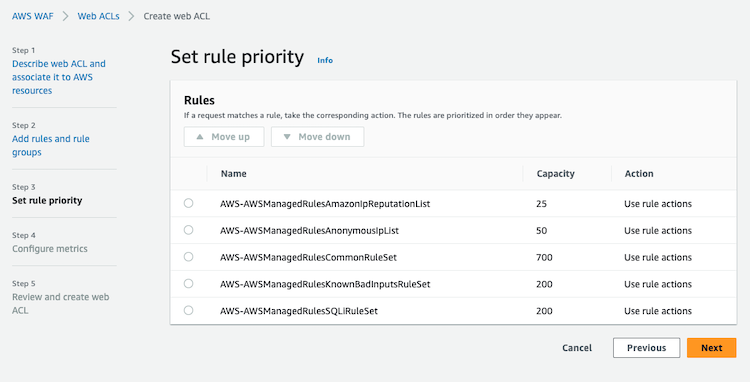 AWS WAF > Web ACLs > Create web ACL
Step 1
Describe web ACL and
associate it to AWS
resources
Step 2
Add rules and rule
groups
Step 3
Set rule priority
Step 4
Configure metrics
Step 5
Review and create web
ACL
Set rule priority Info
Rules
If a request matches a rule, take the corresponding action. The rules are prioritized in order they appear.
Move up Move down
Name Capacity Action
AWS-AWSManagedRulesAmazonIpReputationList 25 Use rule actions
AWS-AWSManagedRulesAnonymousIpList 50 Use rule actions
AWS-AWSManagedRulesCommonRuleSet 700 Use rule actions
AWS-AWSManagedRulesKnownBadInputsRuleSet 200 Use rule actions
AWS-AWSManagedRulesSQLiRuleSet 200 Use rule actions
Cancel Previous Next